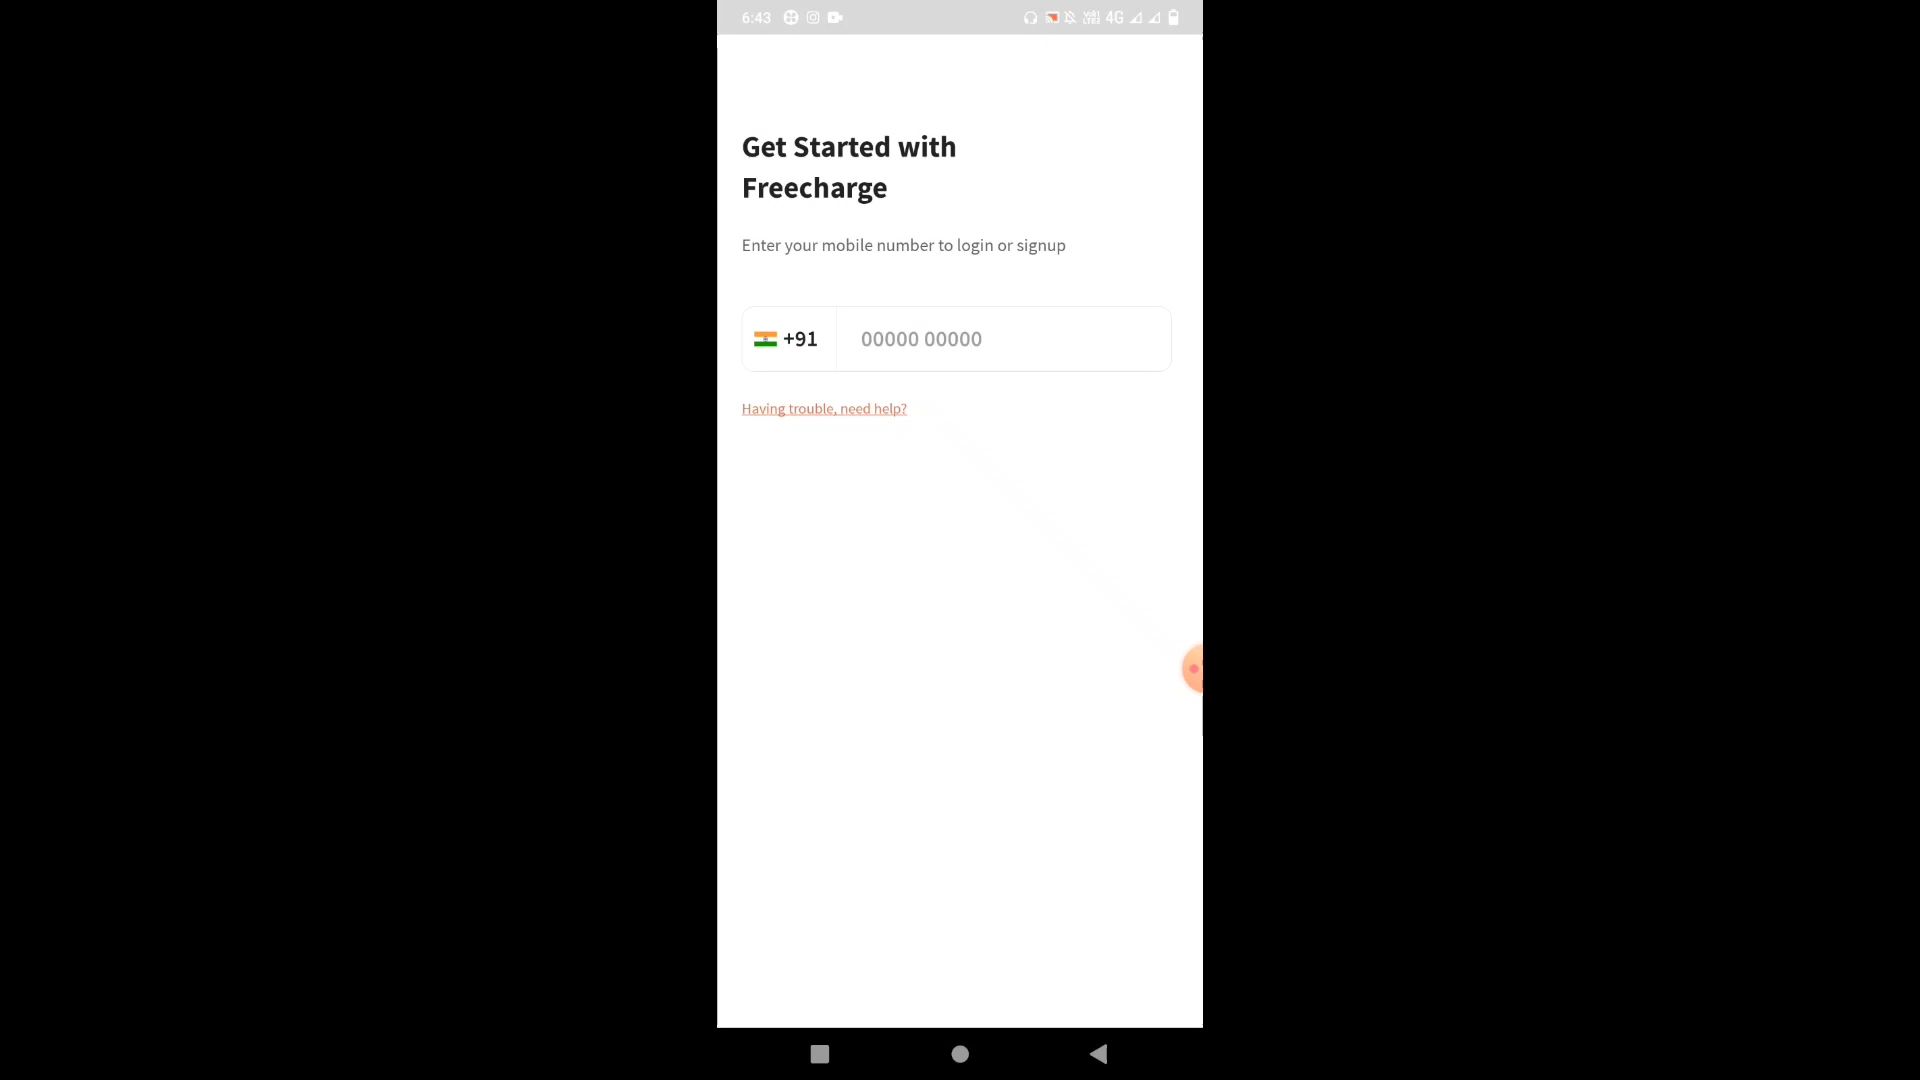 6:43
4G
Get Started with
Freecharge
Enter your mobile number to login or signup
+91 00000 00000
Having trouble, need help?